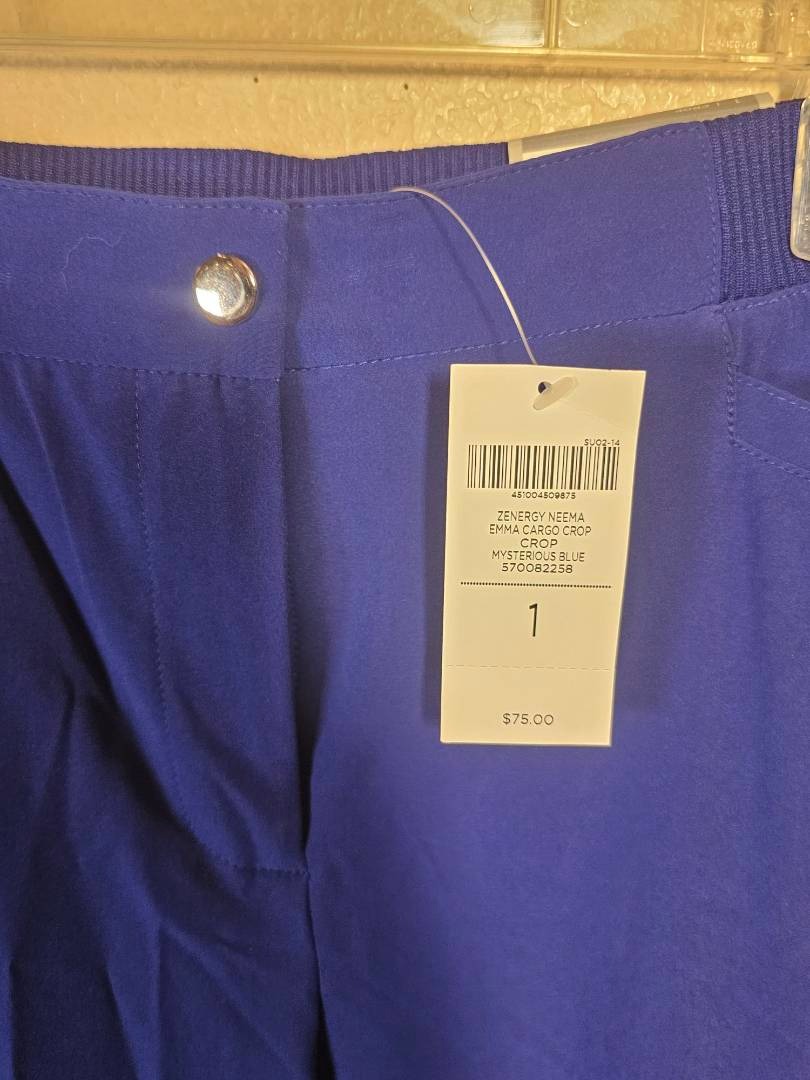 SU02-14
451004509875
ZENERGY NEEMA
EMMA CARGO CROP
CROP
MYSTERIOUS BLUE
570082258
1
$75.00